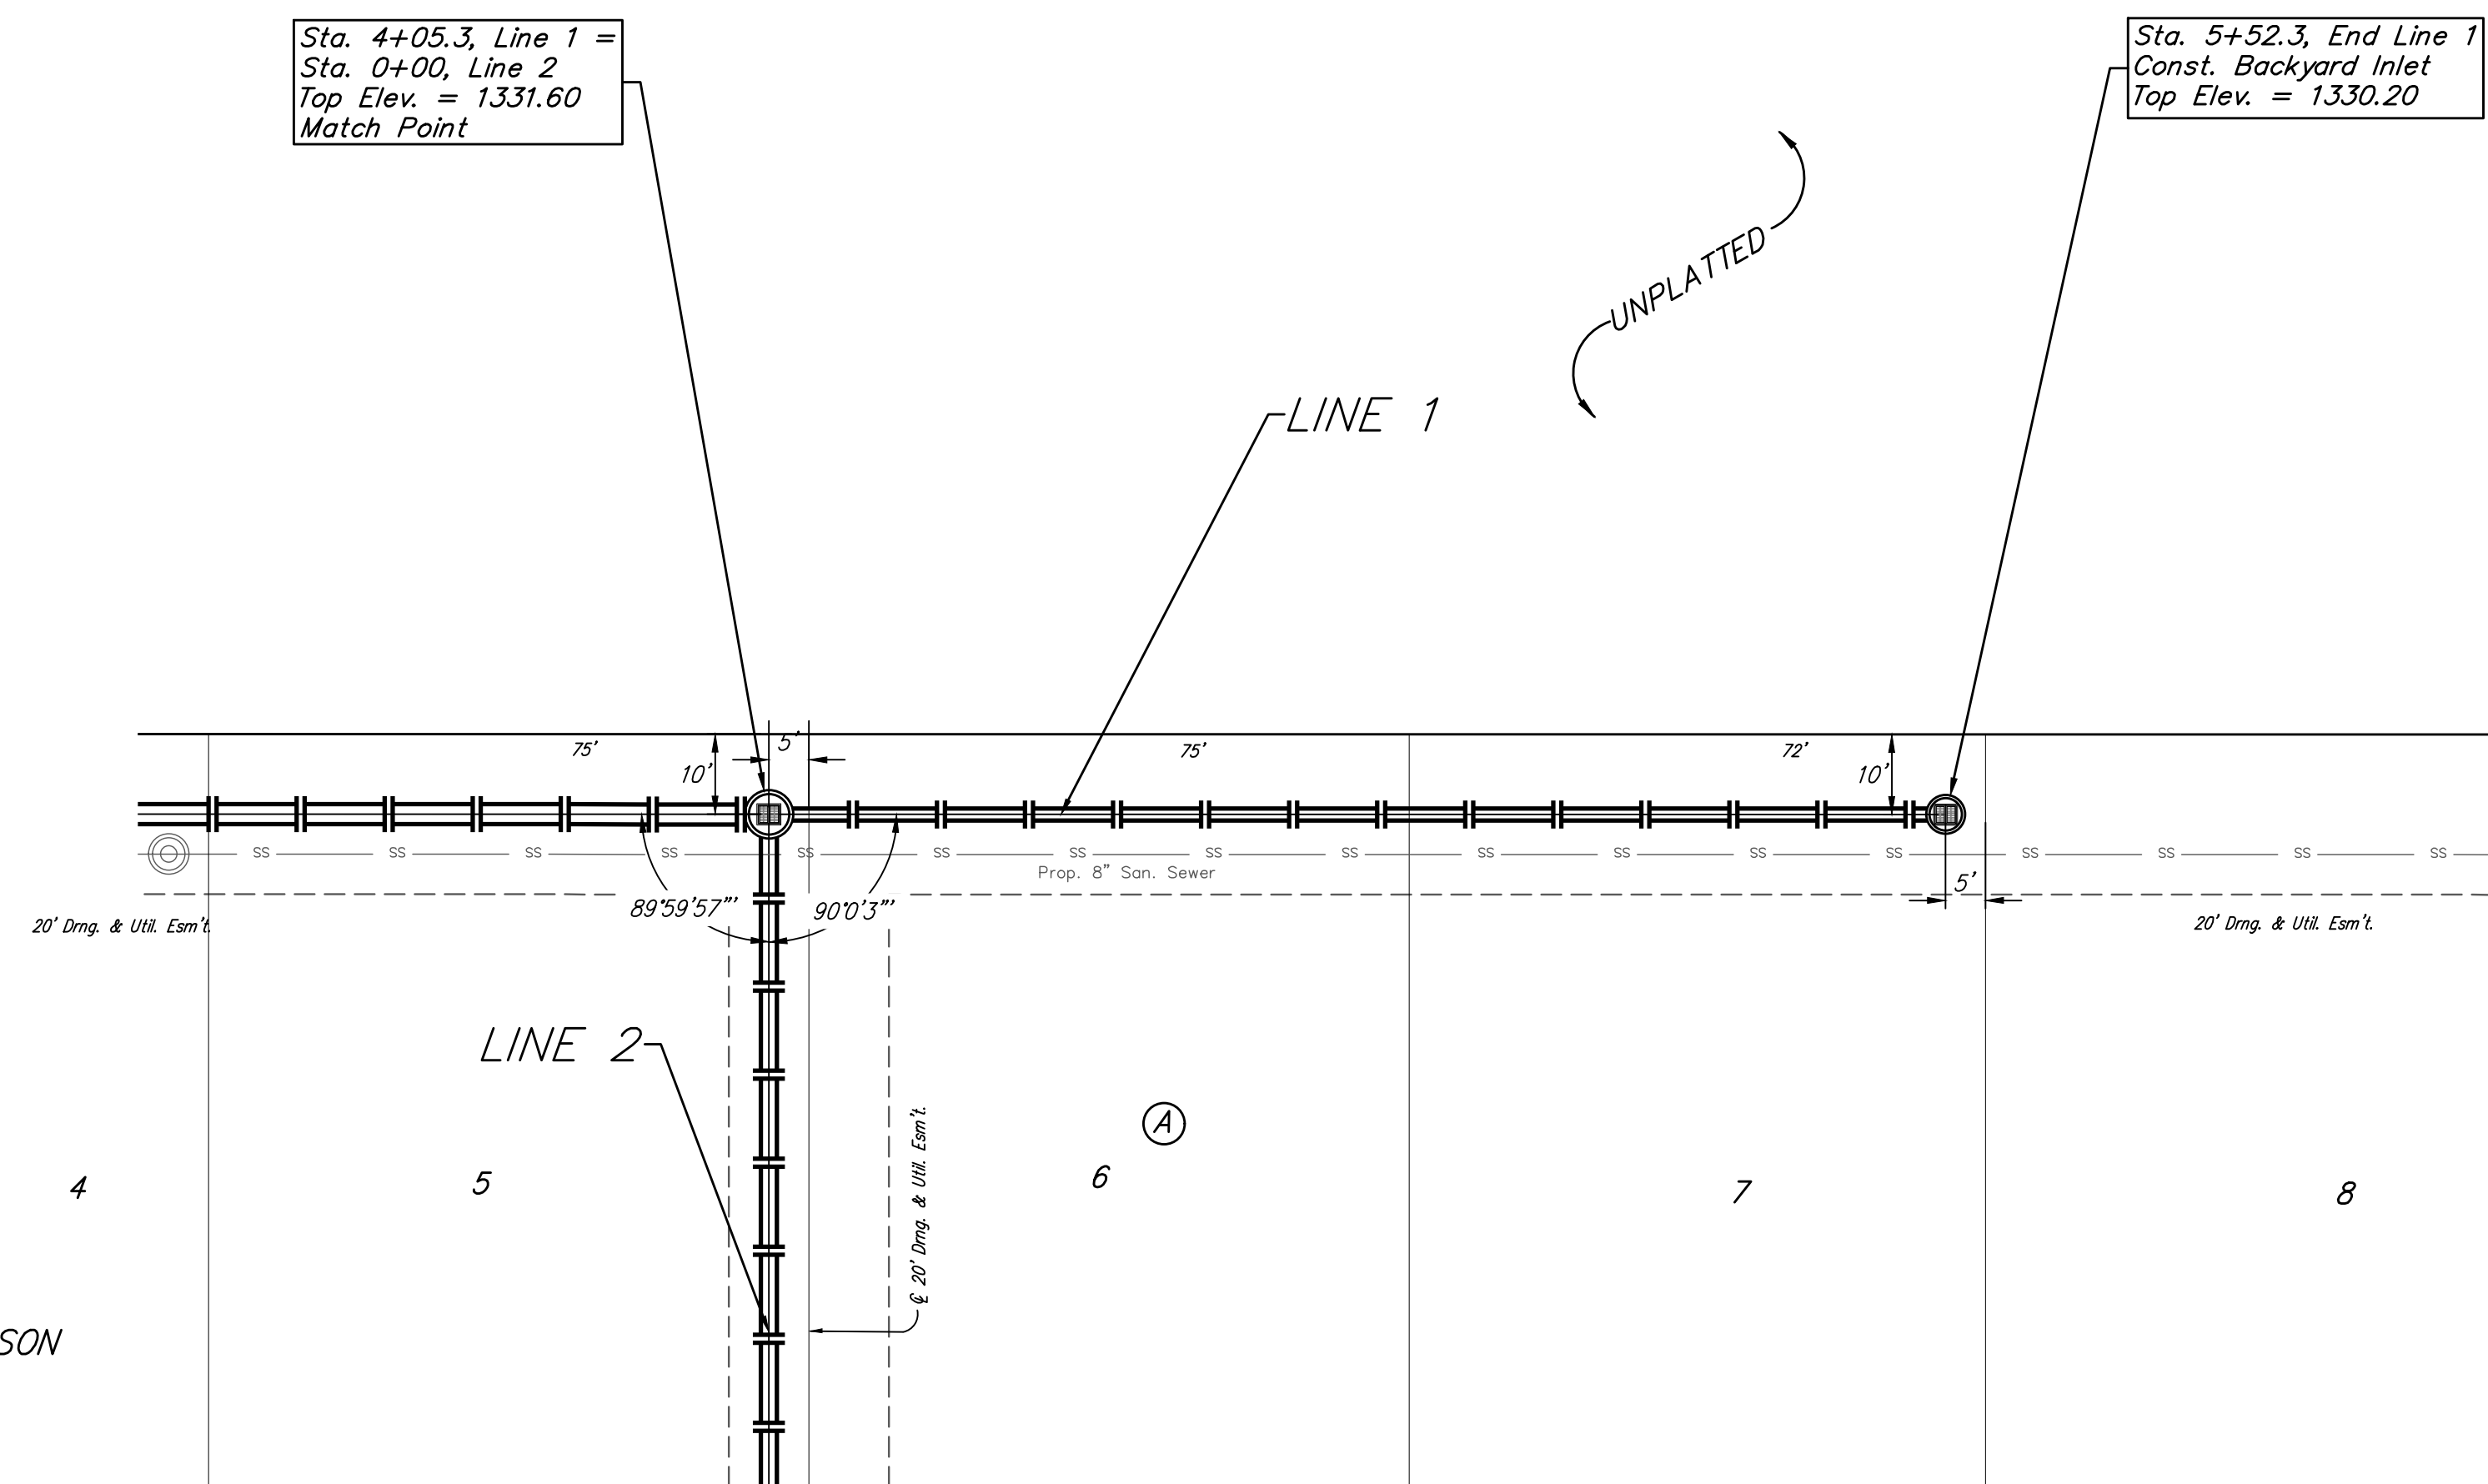 Sta. 4+05.3, Line 1 =
Sta. 0+00, Line 2
Top Elev. = 1331.60
Match Point
Sta. 5+52.3, End Line 1
Const. Backyard Inlet
Top Elev. = 1330.20
UNPLATTED
LINE 1
75'
10'
5'
75'
72'
10'
SS SS SS SS SS SS SS SS SS SS SS SS SS SS SS SS SS
Prop. 8" San. Sewer
5'
89°59'57"'
90°0'3"'
20' Drng. & Util. Esm't.
20' Drng. & Util. Esm't.
LINE 2
A
℄ 20' Drng. & Util. Esm't.
4
5
6
7
8
SON